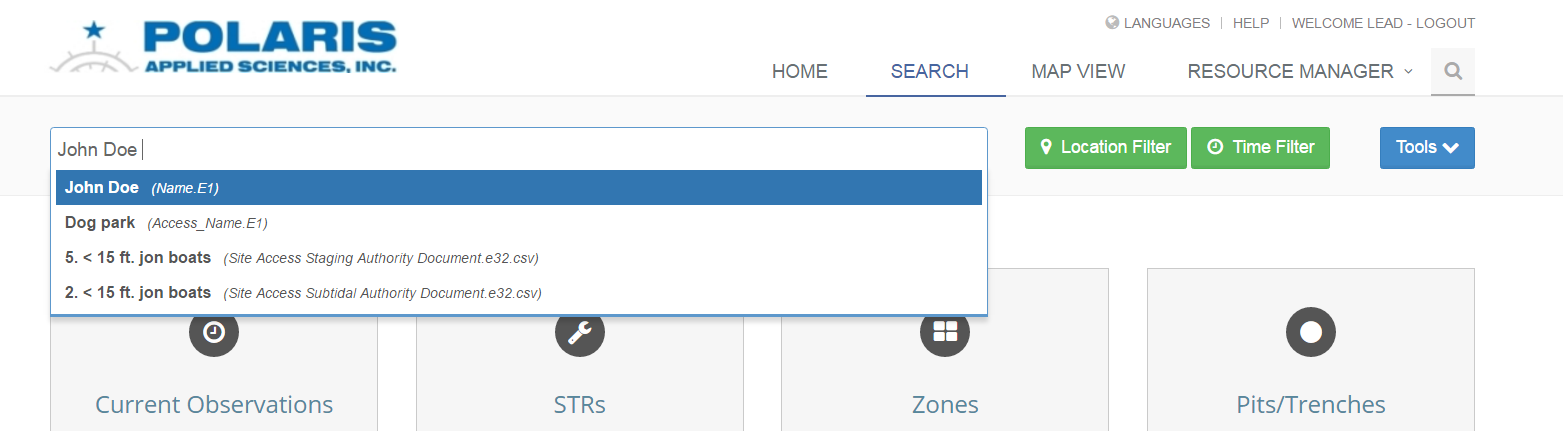 POLARIS
APPLIED SCIENCES, INC.
LANGUAGES | HELP | WELCOME LEAD - LOGOUT
HOME SEARCH MAP VIEW RESOURCE MANAGER
John Doe
Location Filter Time Filter Tools
John Doe (Name.E1)
Dog park (Access_Name.E1)
5. < 15 ft. jon boats (Site Access Staging Authority Document.e32.csv)
2. < 15 ft. jon boats (Site Access Subtidal Authority Document.e32.csv)
Current Observations STRs Zones Pits/Trenches